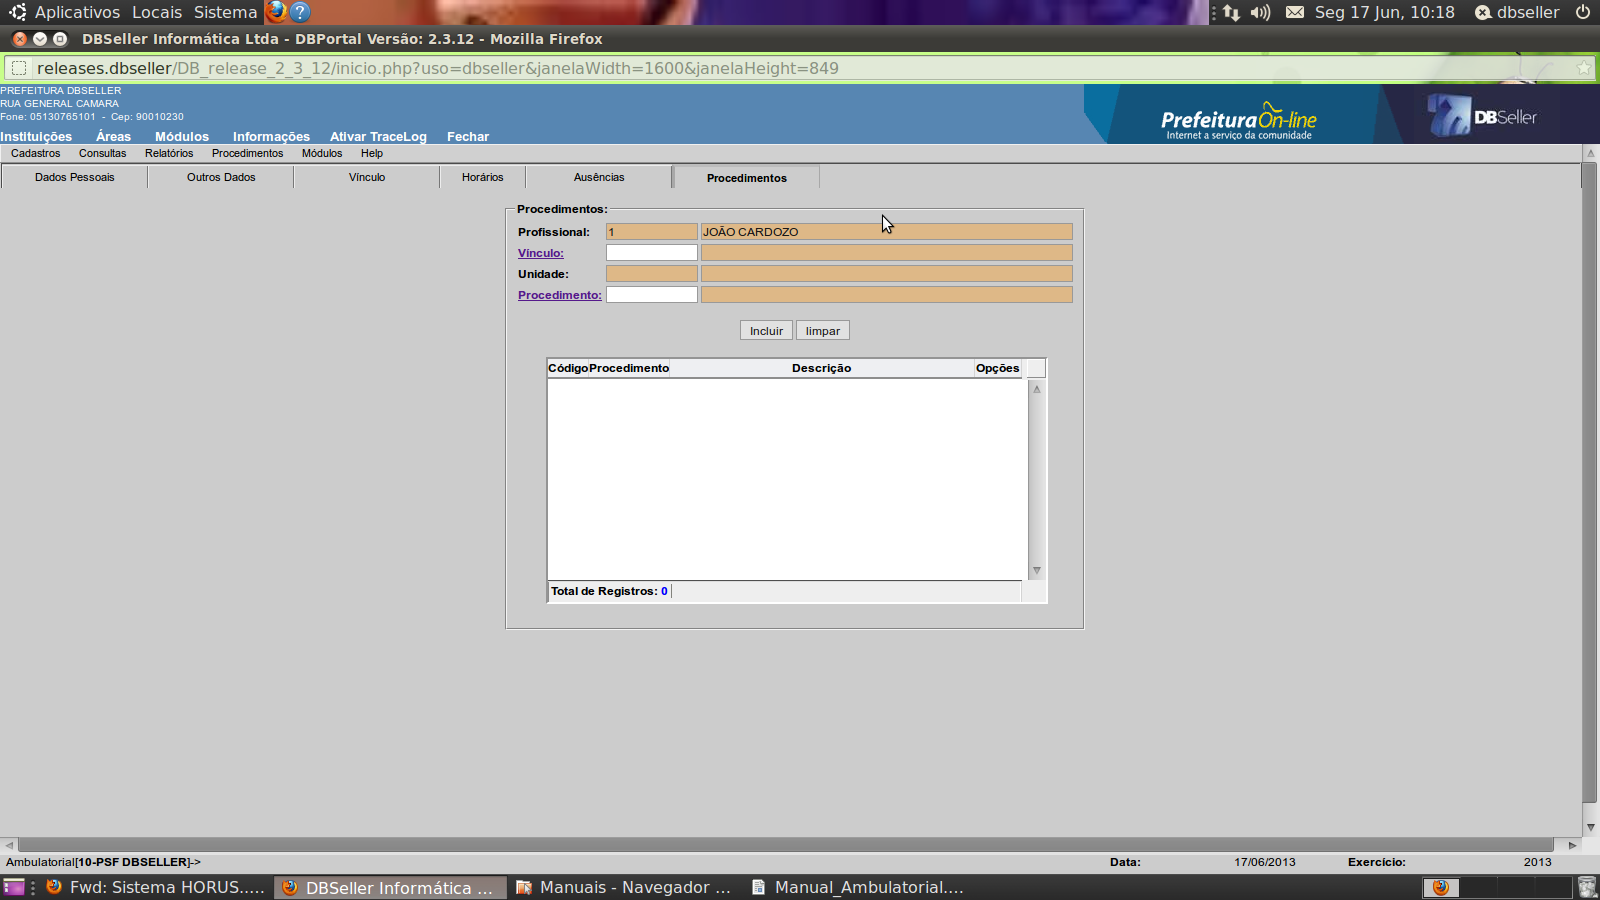 Aplicativos Locais Sistema ? Seg 17 Jun, 10:18 dbseller
DBSeller Informática Ltda - DBPortal Versão: 2.3.12 - Mozilla Firefox
releases.dbseller/DB_release_2_3_12/inicio.php?uso=dbseller&janelaWidth=1600&janelaHeight=849
PREFEITURA DBSELLER
RUA GENERAL CAMARA
Fone: 05130765101 - Cep: 90010230
Prefeitura On-line
Internet a serviço da comunidade
DBSeller
Instituições Áreas Módulos Informações Ativar TraceLog Fechar
Cadastros Consultas Relatórios Procedimentos Módulos Help
Dados Pessoais Outros Dados Vínculo Horários Ausências Procedimentos
Procedimentos:
Profissional: 1 JOÃO CARDOZO
Vínculo:
Unidade:
Procedimento:
Incluir limpar
Código Procedimento Descrição Opções
Total de Registros: 0
Ambulatorial[10-PSF DBSELLER]-> Data: 17/06/2013 Exercício: 2013
Fwd: Sistema HORUS..... DBSeller Informática ... Manuais - Navegador ... Manual_Ambulatorial....